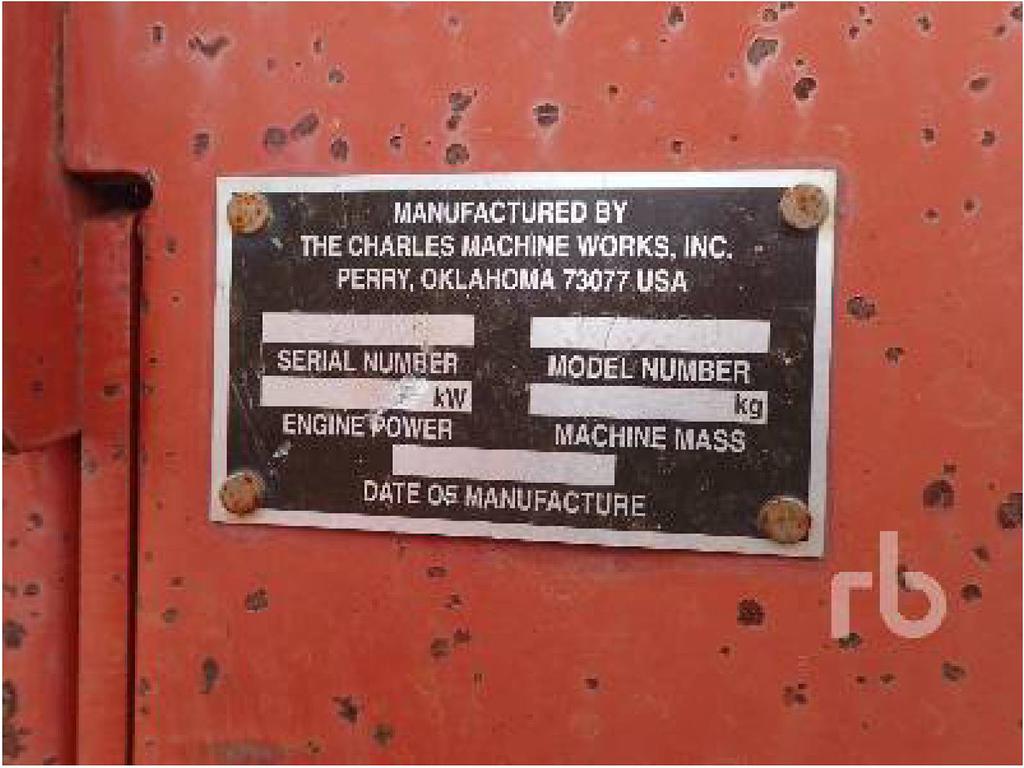 MANUFACTURED BY
THE CHARLES MACHINE WORKS, INC.
PERRY, OKLAHOMA 73077 USA
SERIAL NUMBER
MODEL NUMBER
kW
kg
ENGINE POWER
MACHINE MASS
DATE OF MANUFACTURE
rb